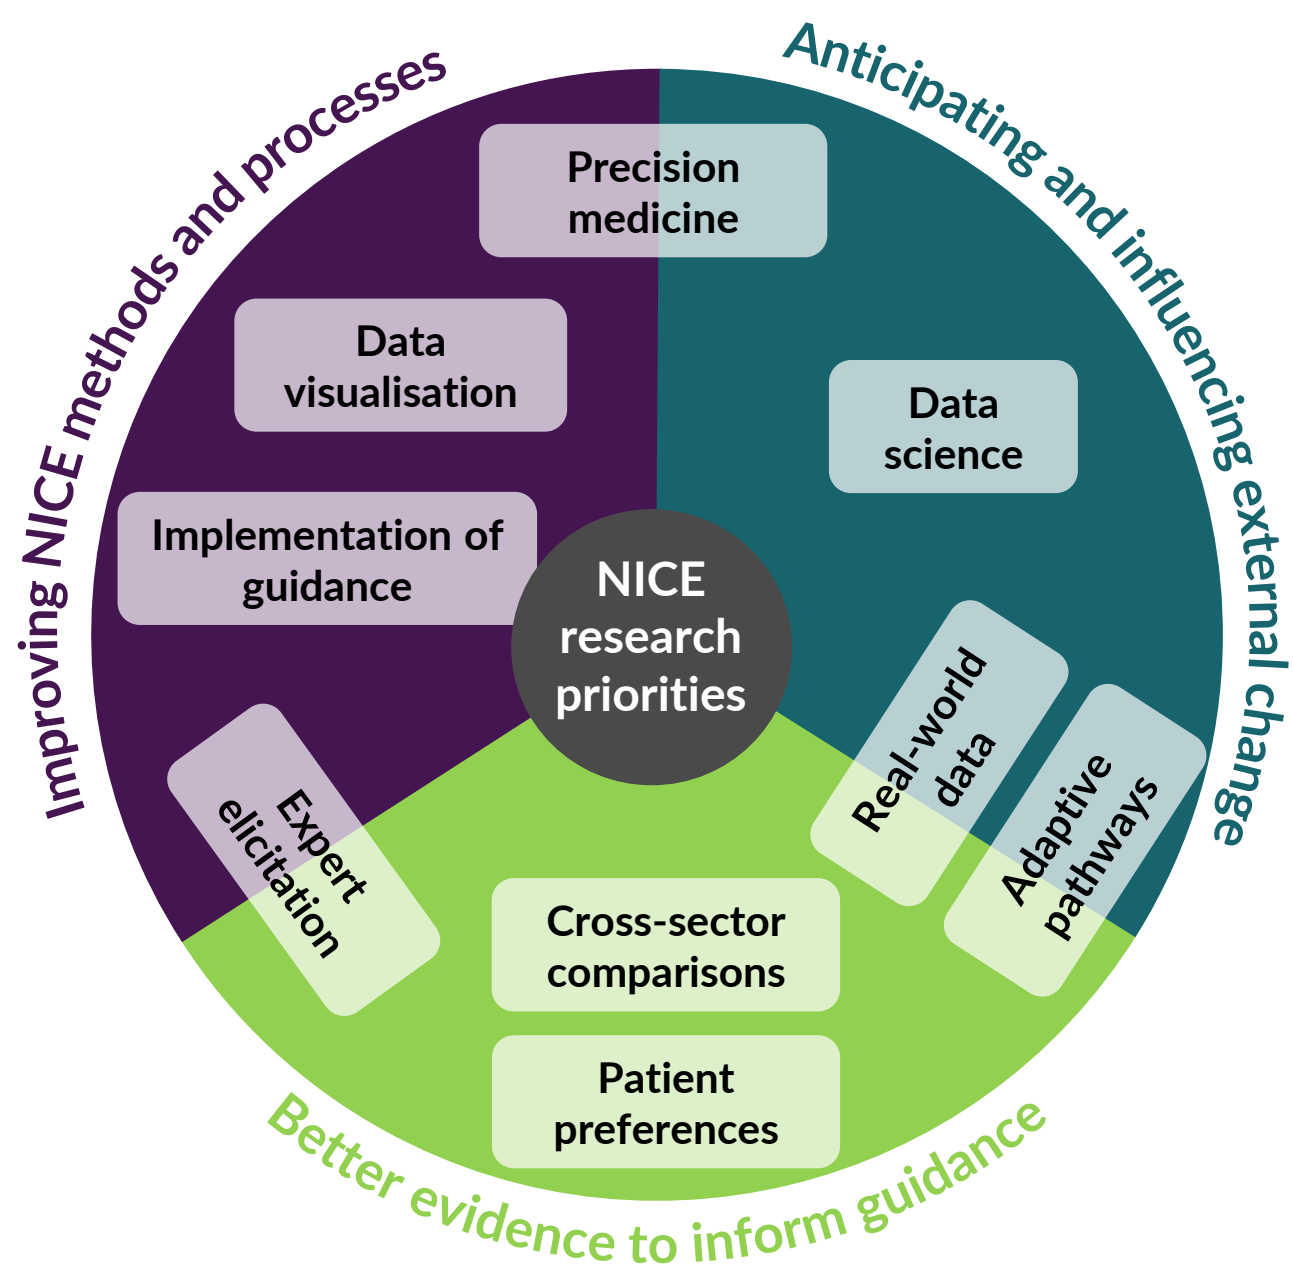 Improving NICE methods and processes
Anticipating and influencing external change
Precision
medicine
Data
visualisation
Data
science
Implementation of
guidance
NICE
research
priorities
Real-world
data
Adaptive
pathways
Expert
elicitation
Cross-sector
comparisons
Patient
preferences
Better evidence to inform guidance